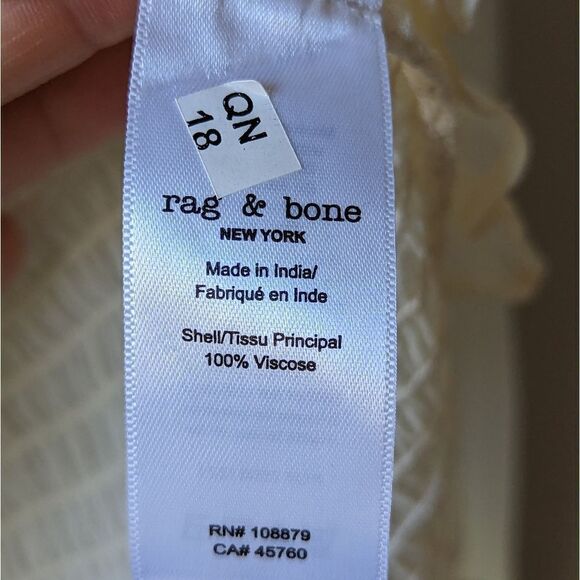 QN
18
rag & bone
NEW YORK
Made in India/
Fabriqué en Inde
Shell/Tissu Principal
100% Viscose
RN# 108879
CA# 45760